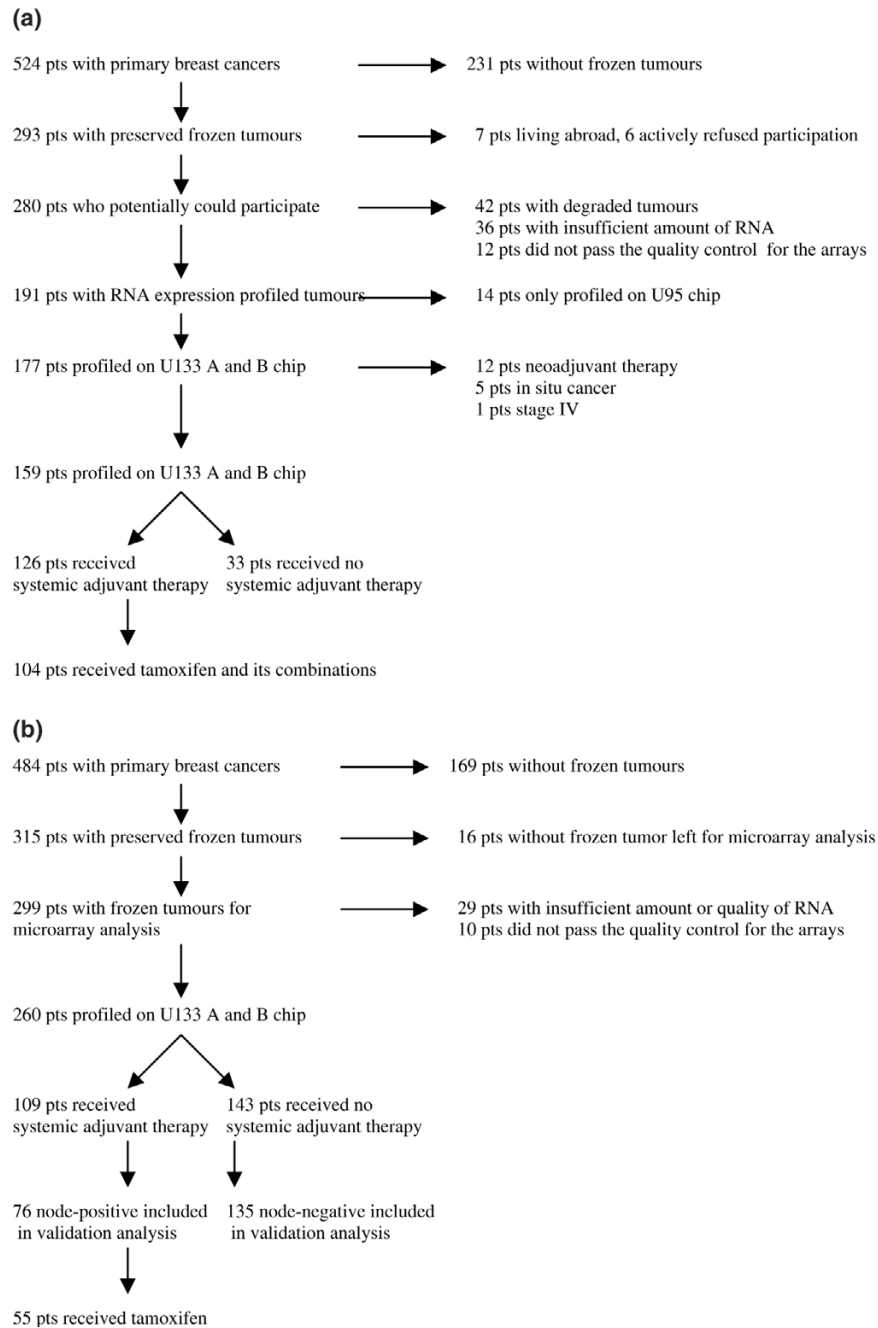 (a)
524 pts with primary breast cancers
231 pts without frozen tumours
293 pts with preserved frozen tumours
7 pts living abroad, 6 actively refused participation
280 pts who potentially could participate
42 pts with degraded tumours
36 pts with insufficient amount of RNA
12 pts did not pass the quality control for the arrays
191 pts with RNA expression profiled tumours
14 pts only profiled on U95 chip
177 pts profiled on U133 A and B chip
12 pts neoadjuvant therapy
5 pts in situ cancer
1 pts stage IV
159 pts profiled on U133 A and B chip
126 pts received
systemic adjuvant therapy
33 pts received no
systemic adjuvant therapy
104 pts received tamoxifen and its combinations
(b)
484 pts with primary breast cancers
169 pts without frozen tumours
315 pts with preserved frozen tumours
16 pts without frozen tumor left for microarray analysis
299 pts with frozen tumours for
microarray analysis
29 pts with insufficient amount or quality of RNA
10 pts did not pass the quality control for the arrays
260 pts profiled on U133 A and B chip
109 pts received
systemic adjuvant therapy
143 pts received no
systemic adjuvant therapy
76 node-positive included
in validation analysis
135 node-negative included
in validation analysis
55 pts received tamoxifen